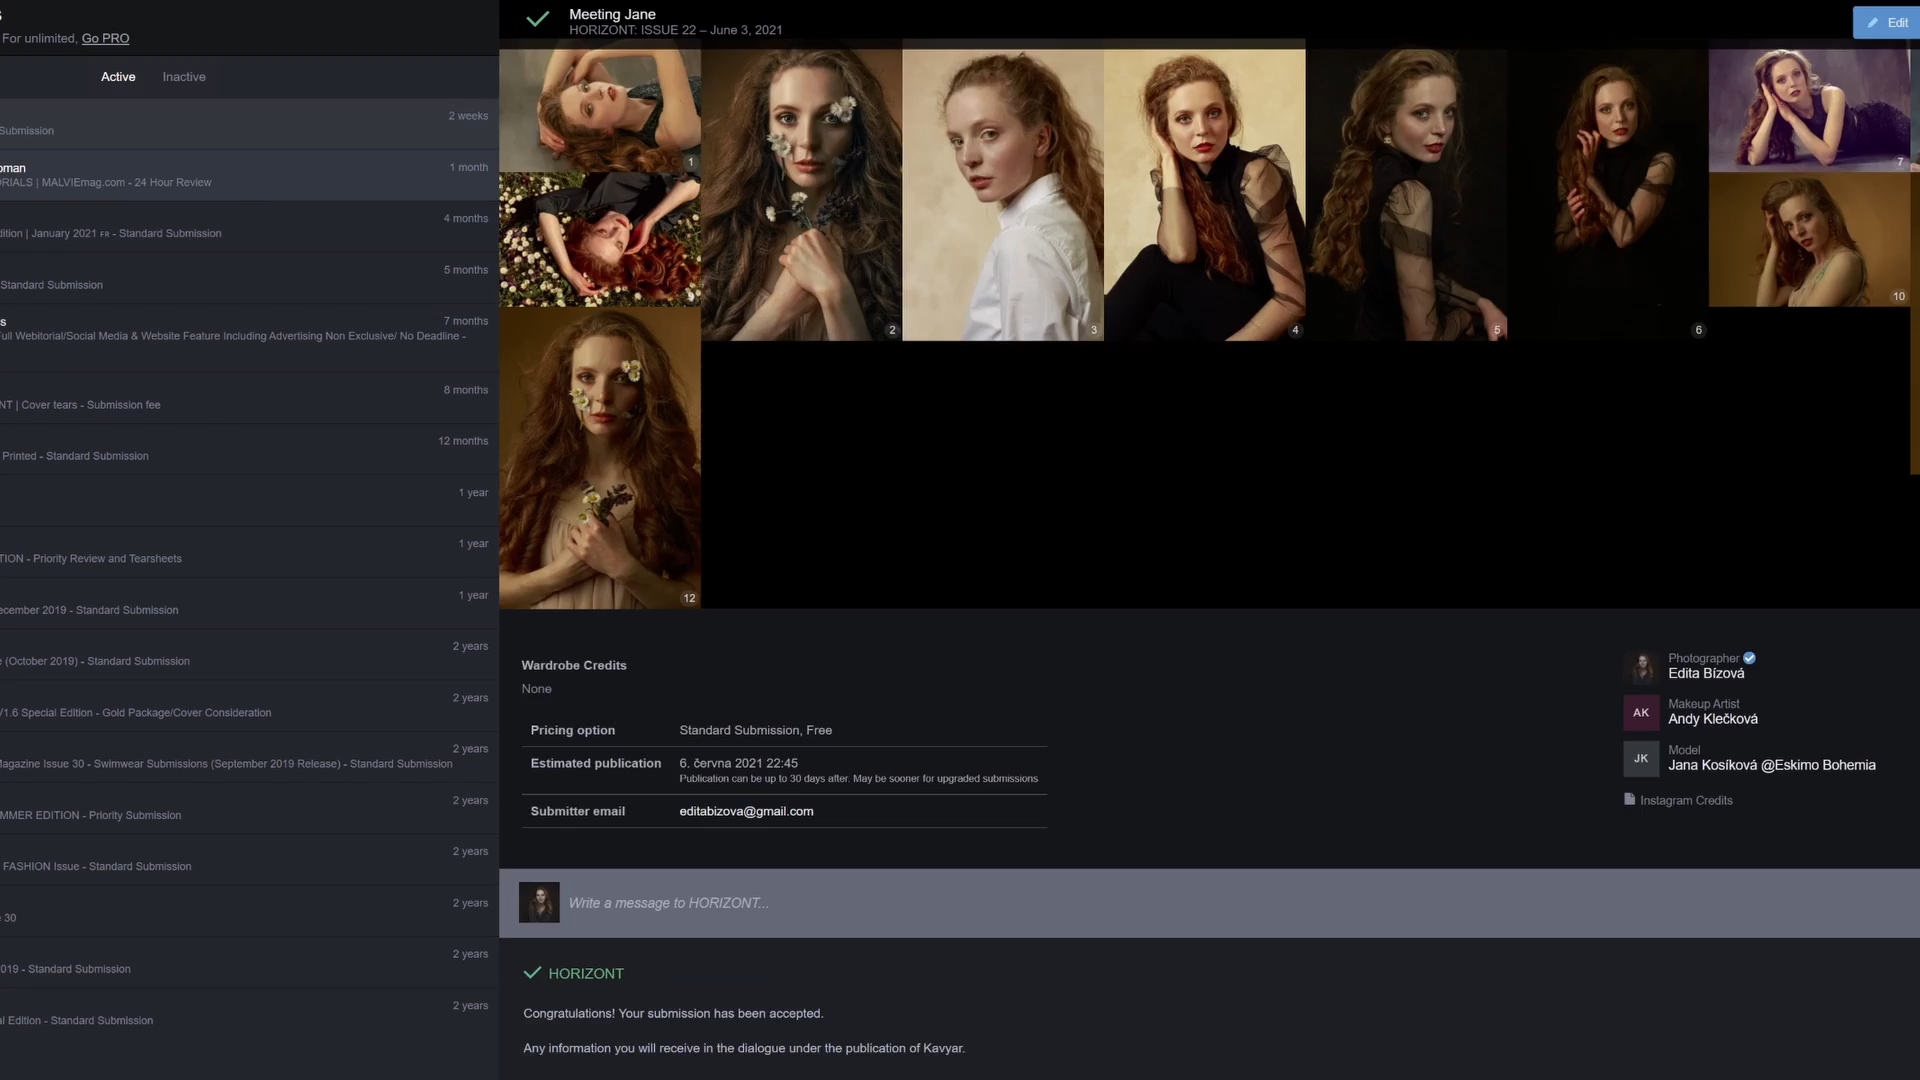 s
For unlimited, Go PRO
Active Inactive
2 weeks
Submission
oman 1 month
ORIALS | MALVIEmag.com - 24 Hour Review
4 months
dition | January 2021 FR - Standard Submission
5 months
Standard Submission
s 7 months
Full Webitorial/Social Media & Website Feature Including Advertising Non Exclusive/ No Deadline -
8 months
NT | Cover tears - Submission fee
12 months
Printed - Standard Submission
1 year
1 year
TION - Priority Review and Tearsheets
1 year
ecember 2019 - Standard Submission
2 years
e (October 2019) - Standard Submission
2 years
/1.6 Special Edition - Gold Package/Cover Consideration
2 years
Magazine Issue 30 - Swimwear Submissions (September 2019 Release) - Standard Submission
2 years
MMER EDITION - Priority Submission
2 years
FASHION Issue - Standard Submission
2 years
30
2 years
019 - Standard Submission
2 years
al Edition - Standard Submission
Meeting Jane
HORIZONT: ISSUE 22 – June 3, 2021
Edit
1
2
3
4
5
6
7
10
12
Wardrobe Credits
None
Pricing option Standard Submission, Free
Estimated publication 6. června 2021 22:45
Publication can be up to 30 days after. May be sooner for upgraded submissions
Submitter email editabizova@gmail.com
Photographer
Edita Bízová
AK
Makeup Artist
Andy Klečková
JK
Model
Jana Kosíková @Eskimo Bohemia
Instagram Credits
Write a message to HORIZONT...
HORIZONT
Congratulations! Your submission has been accepted.
Any information you will receive in the dialogue under the publication of Kavyar.